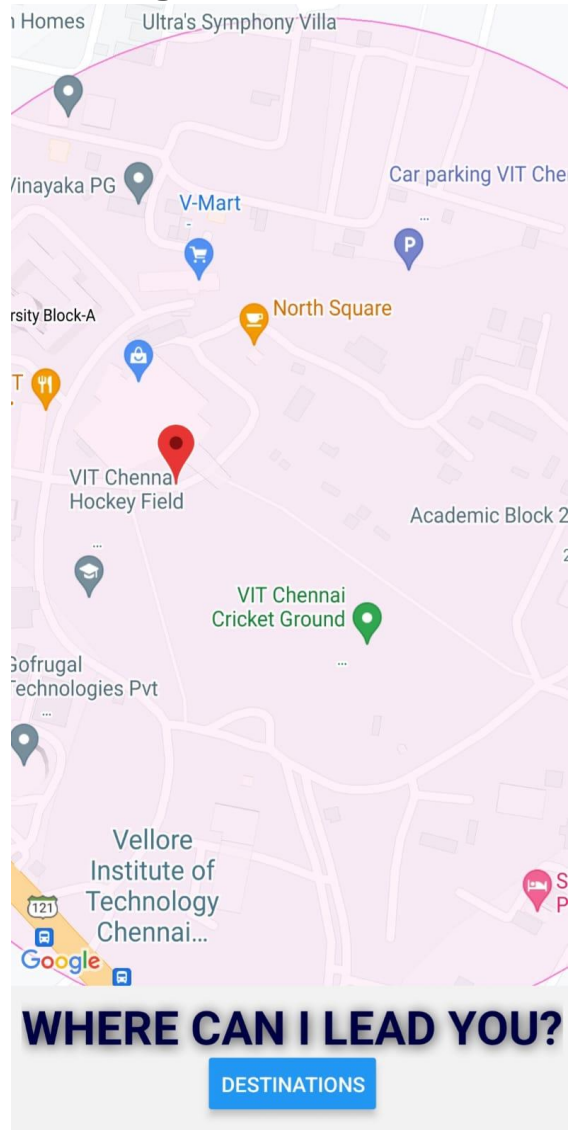 Homes
Ultra's Symphony Villa
Car parking VIT Che
...
/inayaka PG
V-Mart
P
North Square
rsity Block-A
T
VIT Chennai
Hockey Field
...
Academic Block 2
2
VIT Chennai
Cricket Ground
...
Gofrugal
Technologies Pvt
...
Vellore
Institute of
Technology
Chennai...
S
P
121
Google
WHERE CAN I LEAD YOU?
DESTINATIONS